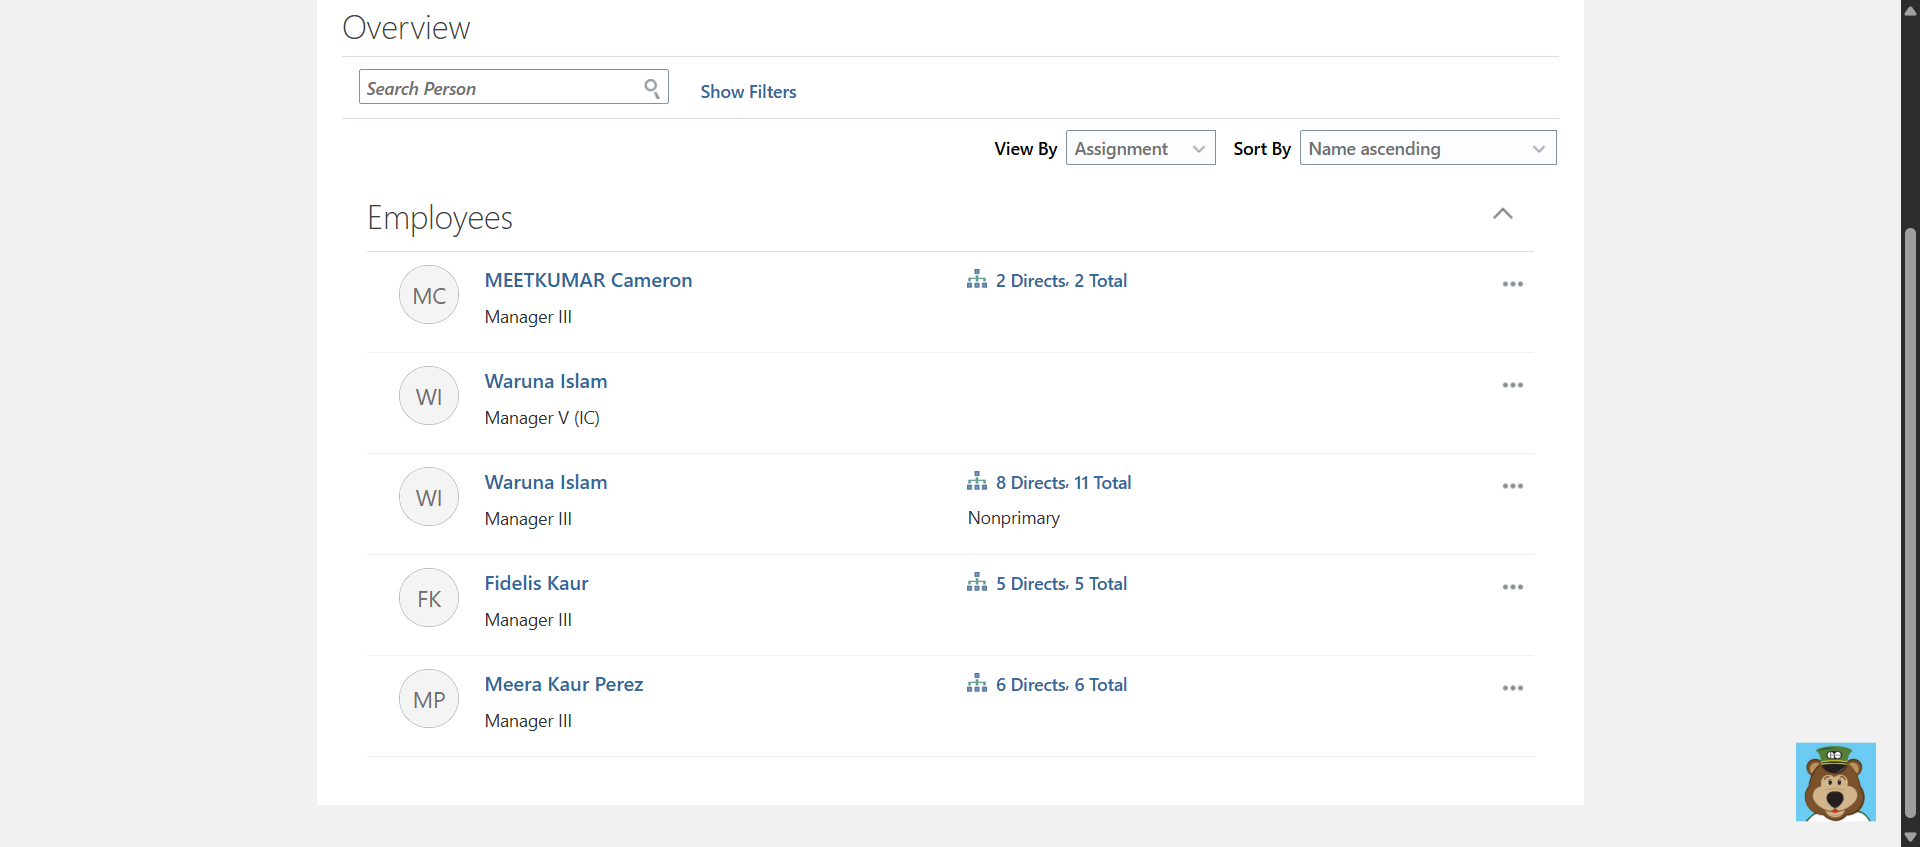 Overview
Search Person
Show Filters
View By Assignment Sort By Name ascending
Employees
MC
MEETKUMAR Cameron
2 Directs, 2 Total
Manager III
WI
Waruna Islam
Manager V (IC)
WI
Waruna Islam
8 Directs, 11 Total
Manager III
Nonprimary
FK
Fidelis Kaur
5 Directs, 5 Total
Manager III
MP
Meera Kaur Perez
6 Directs, 6 Total
Manager III